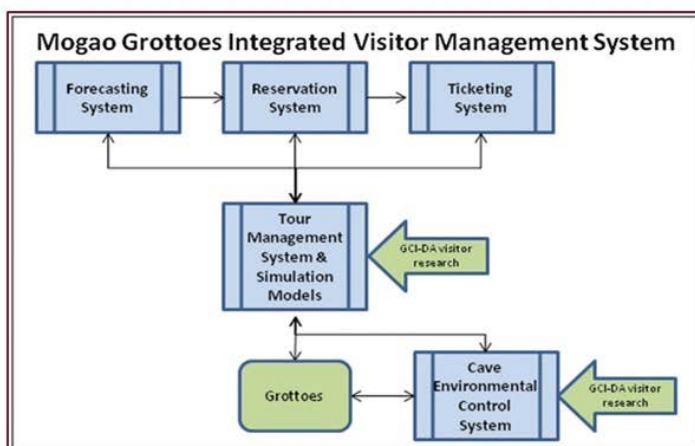 Mogao Grottoes Integrated Visitor Management System
Forecasting
System
Reservation
System
Ticketing
System
Tour
Management
System &
Simulation
Models
GCI-DA visitor
research
Grottoes
Cave
Environmental
Control
System
GCI-DA visitor
research